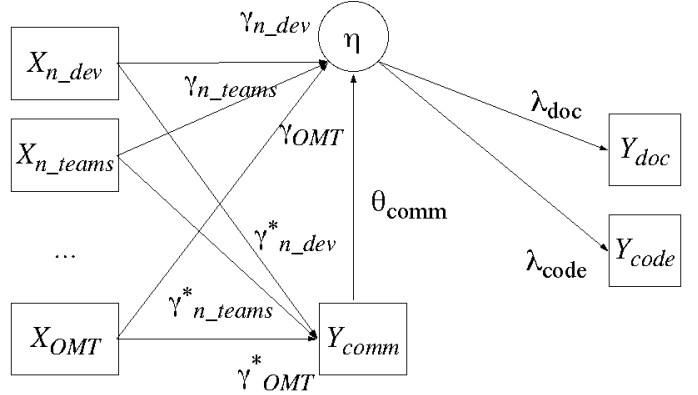 γn_dev
η
Xn_dev
γn_teams
λdoc
Xn_teams
γOMT
Ydoc
θcomm
γ*n_dev
...
λcode
Ycode
γ*n_teams
XOMT
Ycomm
γ*OMT